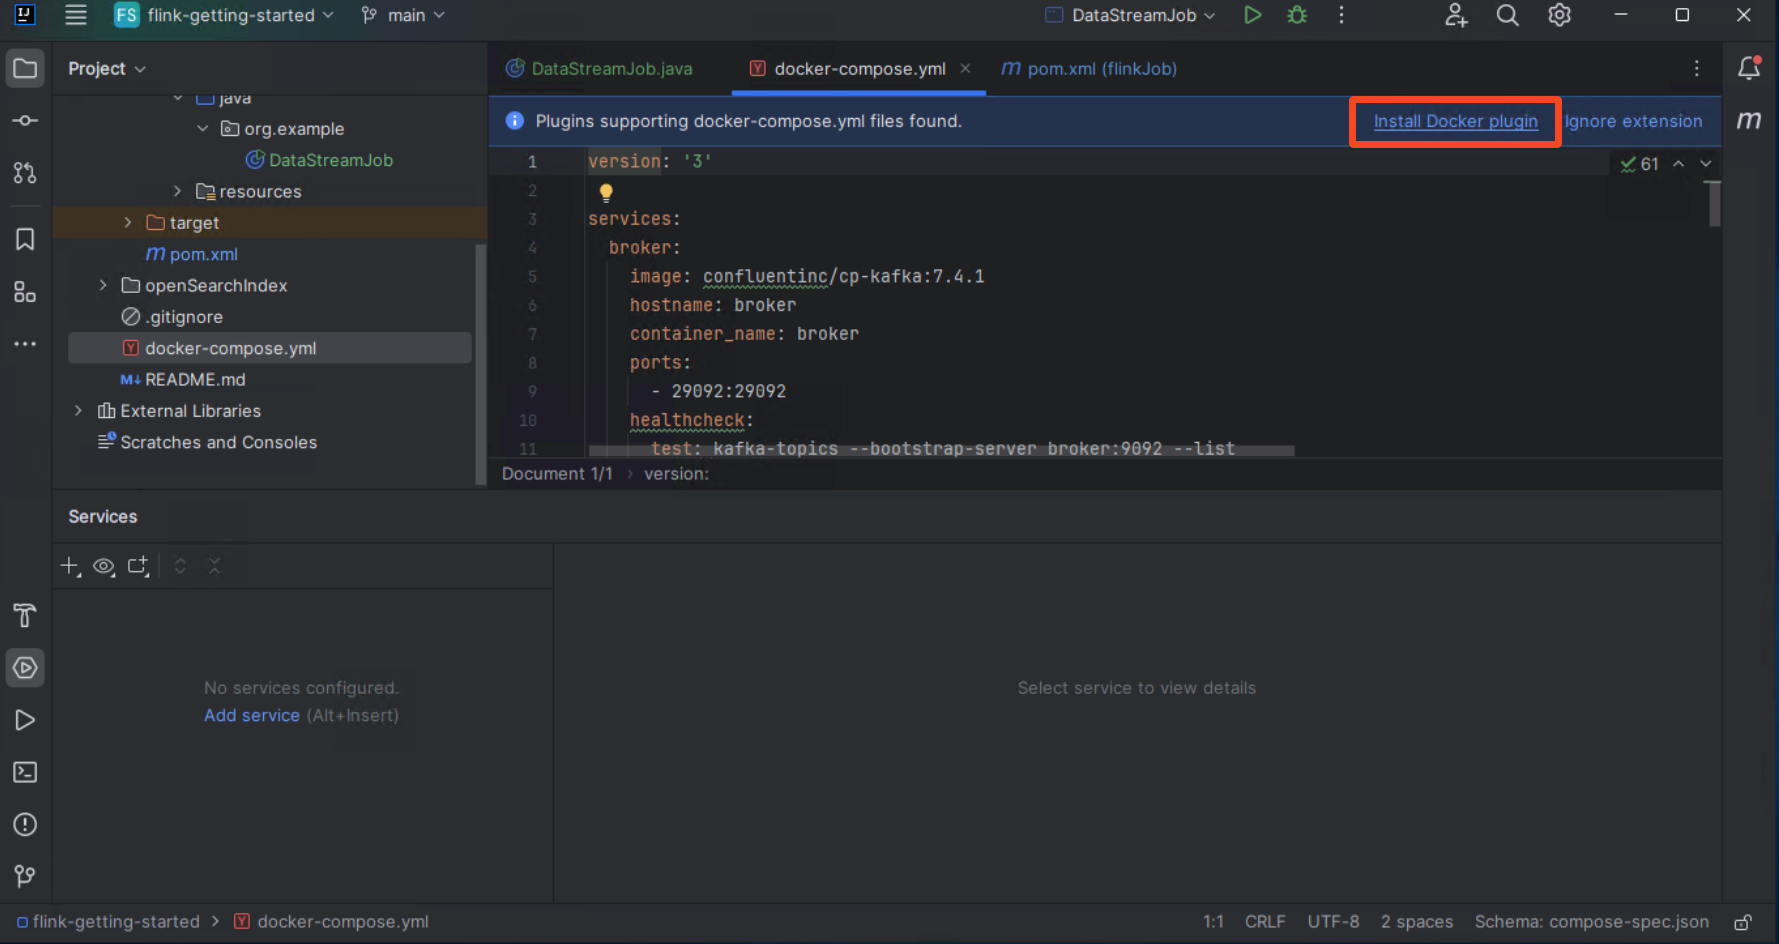 IJ FS flink-getting-started main DataStreamJob
Project
DataStreamJob.java docker-compose.yml pom.xml (flinkJob)
java
org.example
DataStreamJob
resources
target
m pom.xml
openSearchIndex
.gitignore
Y docker-compose.yml
M↓ README.md
External Libraries
Scratches and Consoles
Plugins supporting docker-compose.yml files found. Install Docker plugin Ignore extension
61
1 version: '3'
2
3 services:
4 broker:
5 image: confluentinc/cp-kafka:7.4.1
6 hostname: broker
7 container_name: broker
8 ports:
9 - 29092:29092
10 healthcheck:
11 test: kafka-topics --bootstrap-server broker:9092 --list
Document 1/1 › version:
Services
No services configured.
Add service (Alt+Insert)
Select service to view details
flink-getting-started > Y docker-compose.yml
1:1 CRLF UTF-8 2 spaces Schema: compose-spec.json